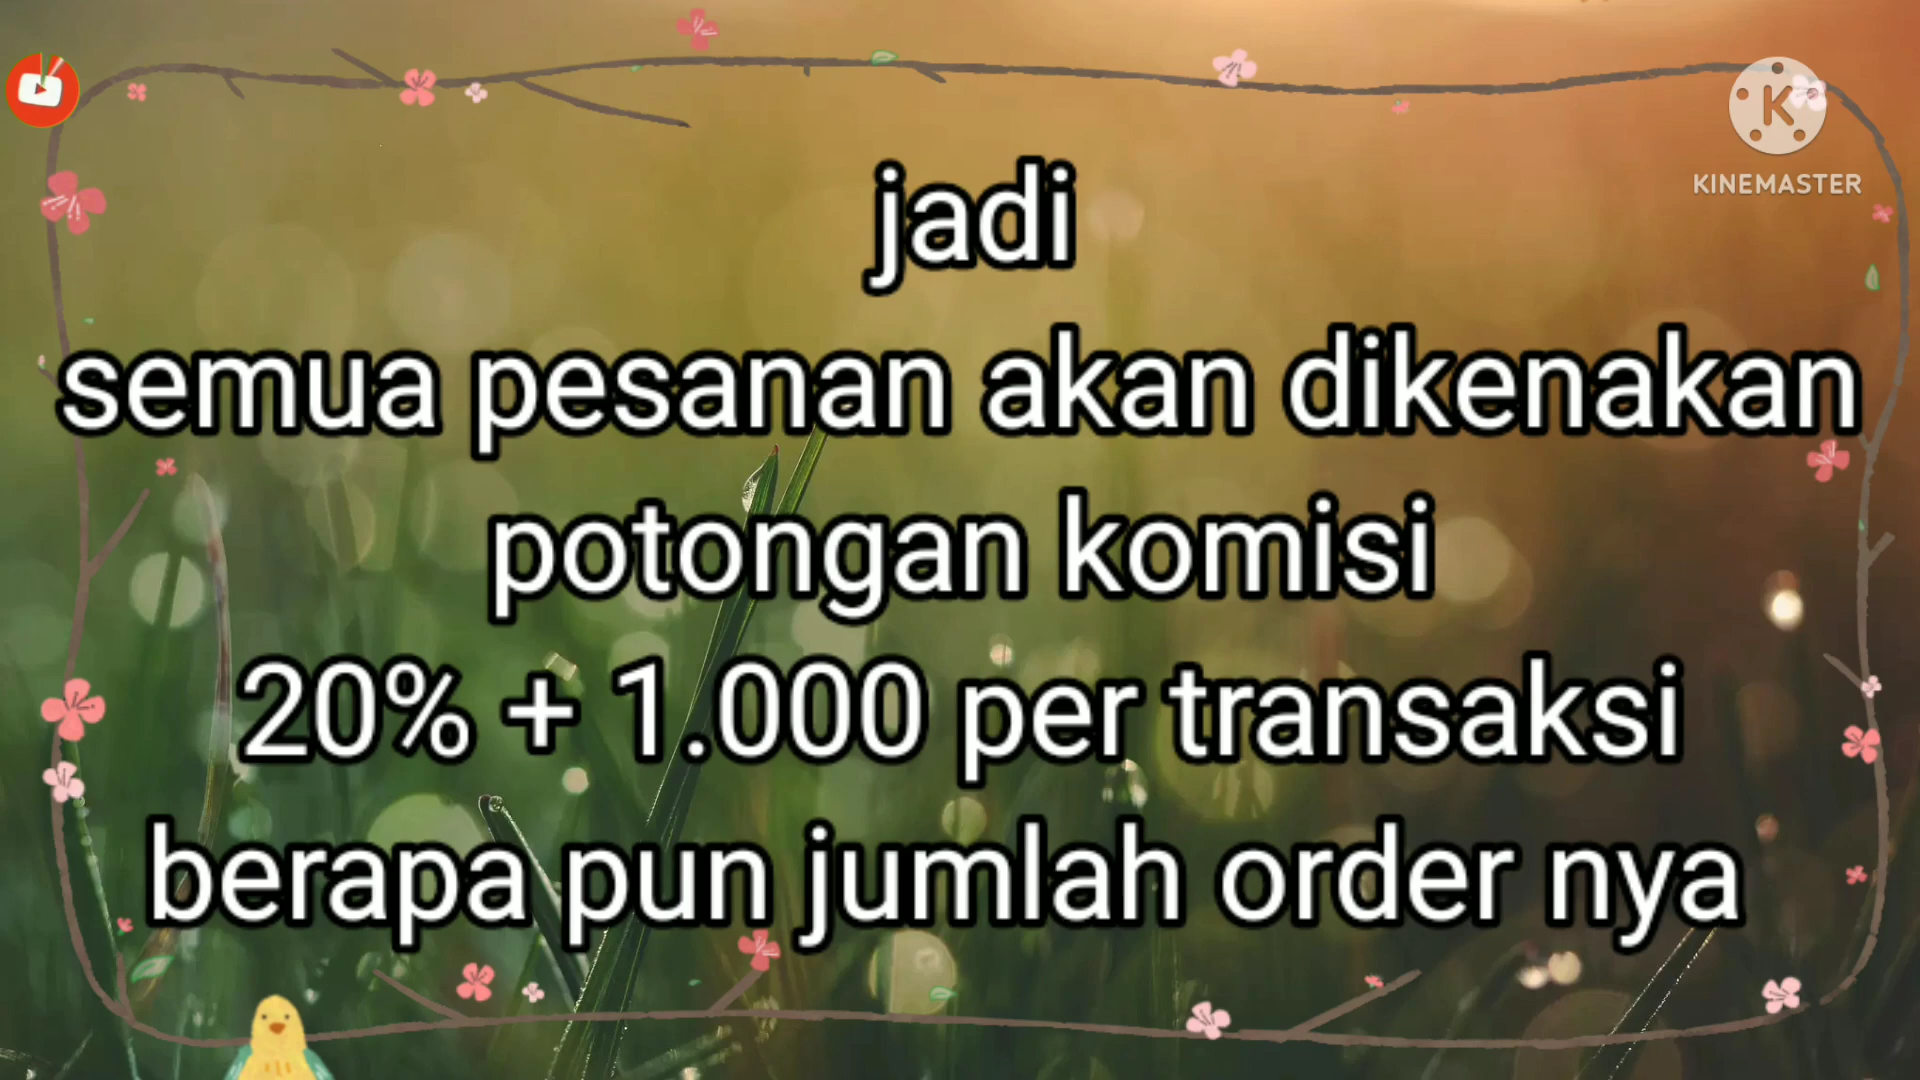 KINEMASTER
jadi
semua pesanan akan dikenakan
potongan komisi
20% + 1.000 per transaksi
berapa pun jumlah order nya